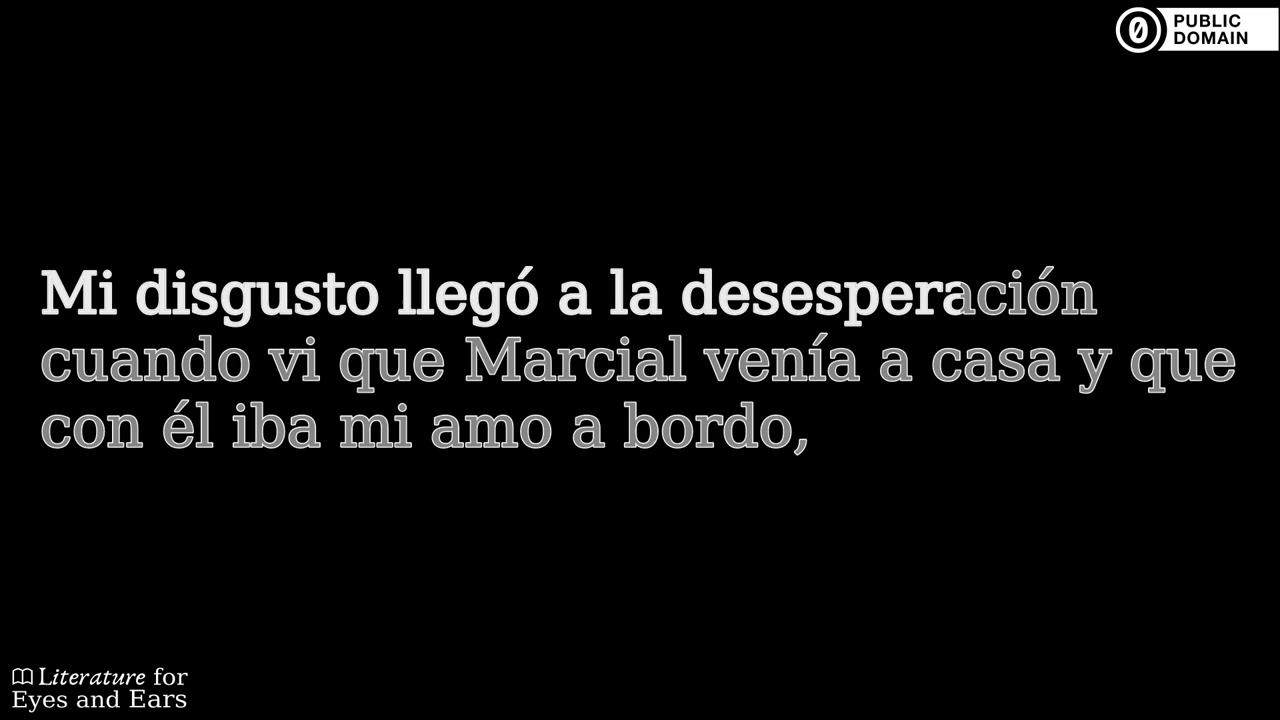 PUBLIC
DOMAIN
Mi disgusto llegó a la desesperación
cuando vi que Marcial venía a casa y que
con él iba mi amo a bordo,
Literature for
Eyes and Ears